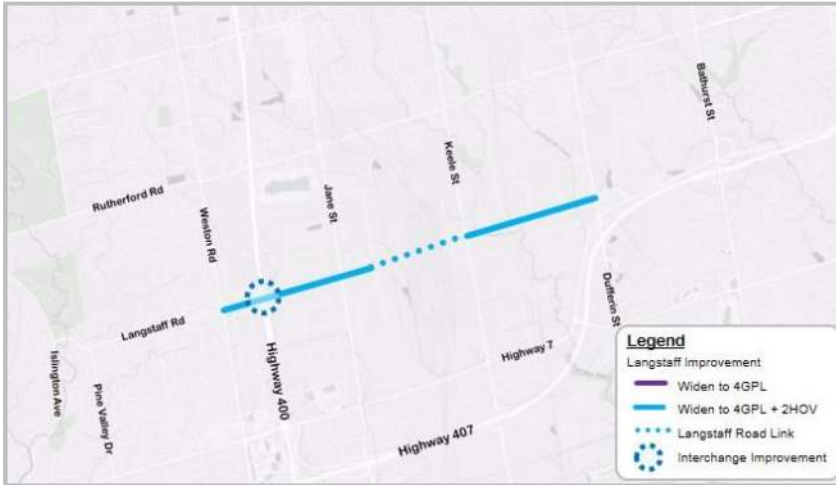 Bathurst St
Keele St
Jane St
Rutherford Rd
Weston Rd
Langstaff Rd
Dufferin St
Highway 400
Highway 7
Islington Ave
Pine Valley Dr
Highway 407
Legend
Langstaff Improvement
Widen to 4GPL
Widen to 4GPL + 2HOV
Langstaff Road Link
Interchange Improvement